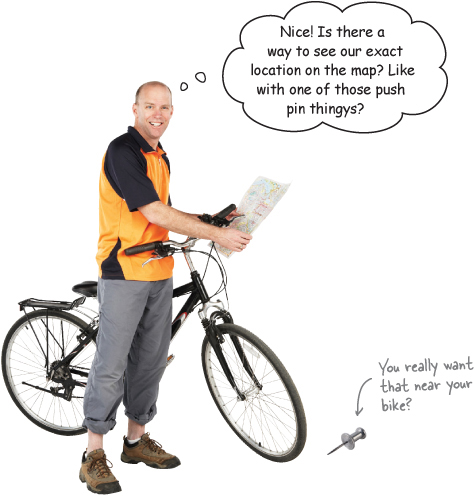 Nice! Is there a
way to see our exact
location on the map? Like
with one of those push
pin thingys?
You really want
that near your
bike?